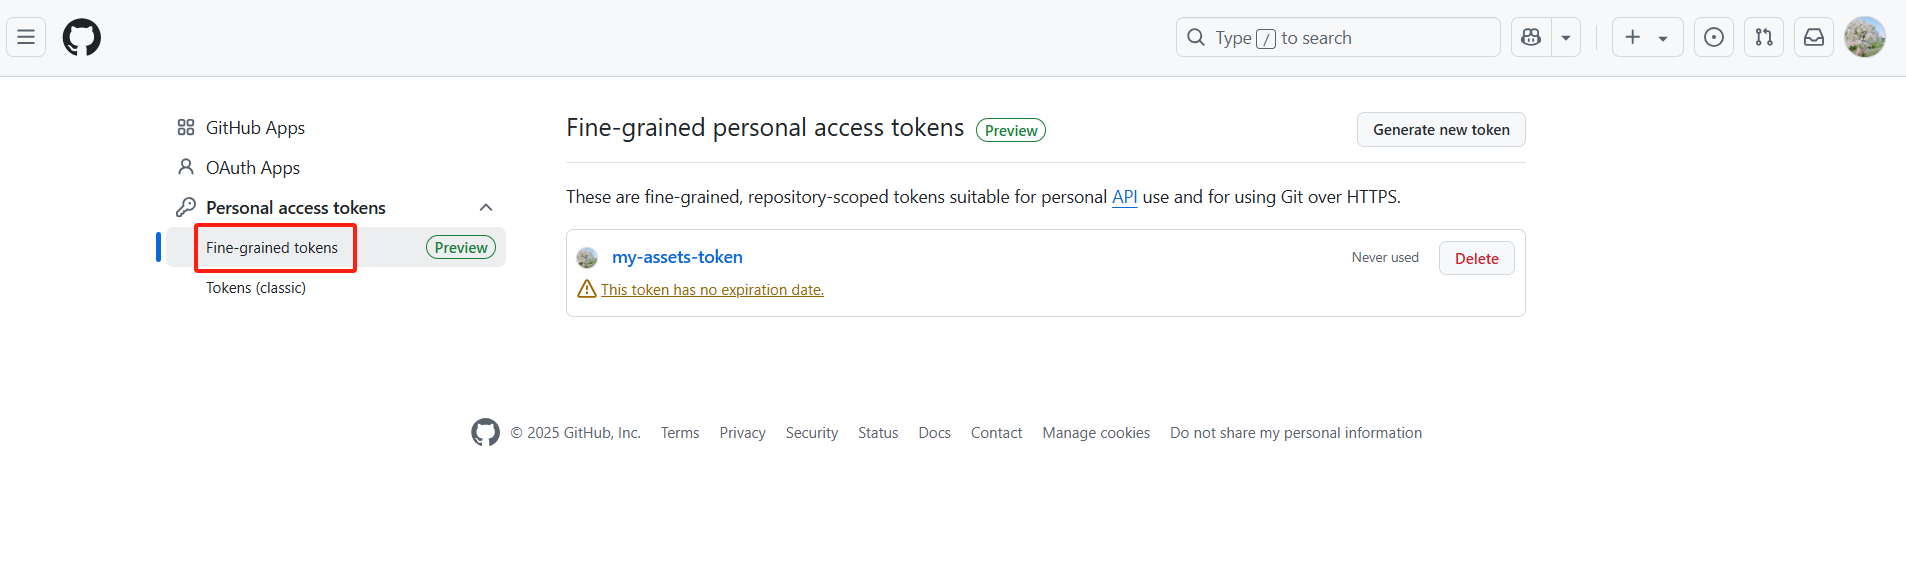 Type / to search
GitHub Apps
OAuth Apps
Personal access tokens
Fine-grained tokens Preview
Tokens (classic)
Fine-grained personal access tokens Preview
Generate new token
These are fine-grained, repository-scoped tokens suitable for personal API use and for using Git over HTTPS.
my-assets-token Never used Delete
This token has no expiration date.
© 2025 GitHub, Inc. Terms Privacy Security Status Docs Contact Manage cookies Do not share my personal information